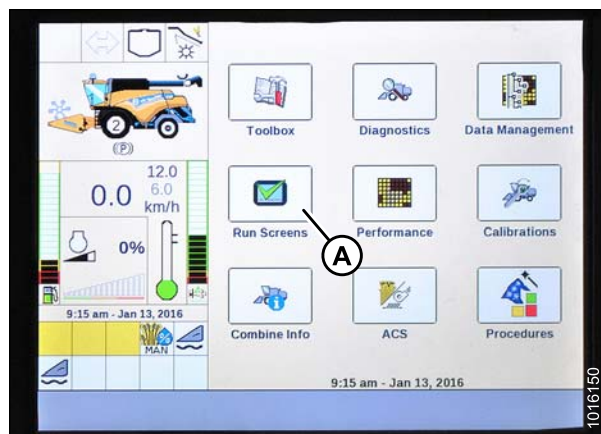 Toolbox
Diagnostics
Data Management
2
(P)
12.0
0.0
6.0
km/h
Run Screens
Performance
Calibrations
A
0%
9:15 am - Jan 13, 2016
MAN
Combine Info
ACS
Procedures
9:15 am - Jan 13, 2016
1016150